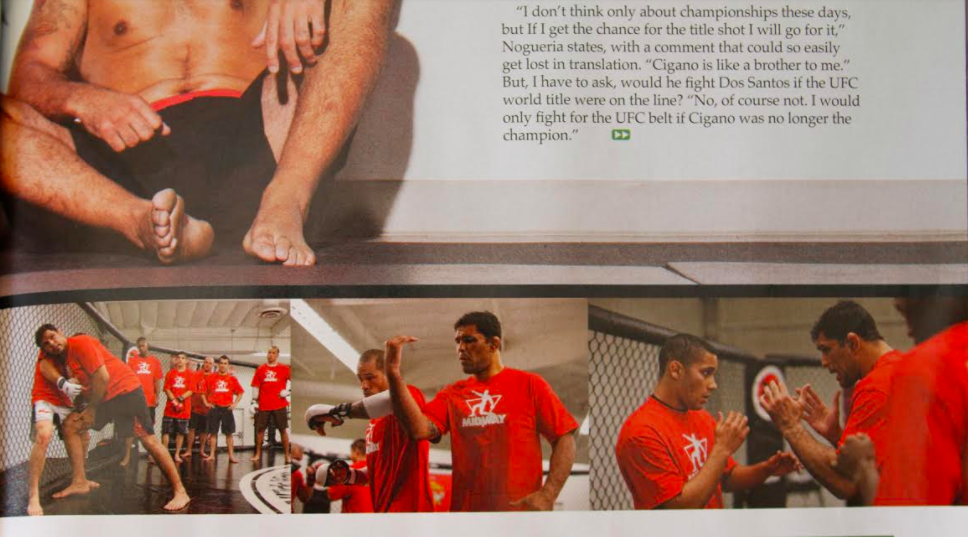 “I don’t think only about championships these days,
but If I get the chance for the title shot I will go for it,”
Nogueria states, with a comment that could so easily
get lost in translation. “Cigano is like a brother to me.”
But, I have to ask, would he fight Dos Santos if the UFC
world title were on the line? “No, of course not. I would
only fight for the UFC belt if Cigano was no longer the
champion.”
MIDWAY